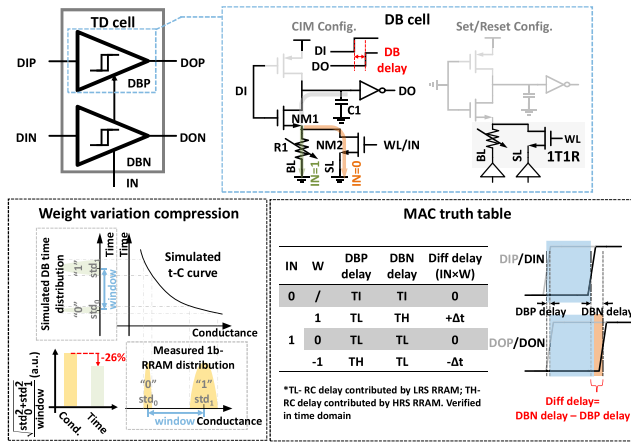 TD cell
DIP
DOP
DBP
DIN
DON
DBN
IN
DB cell
CIM Config.
DI
DO
DB
delay
DI
DO
C1
NM1
R1
NM2
WL/IN
BL
SL
IN=1
IN=0
Set/Reset Config.
WL
BL
SL
1T1R
Weight variation compression
Simulated DB time
distribution
"1"
std1
"0"
std0
window
Time
Time
Simulated
t-C curve
Conductance
√std0²+std1²
window
(a.u.)
-26%
Cond.
Time
Measured 1b-
RRAM distribution
"0"
"1"
std0
std1
window
Conductance
MAC truth table
IN W DBP delay DBN delay Diff delay (IN×W)
0 / TI TI 0
1 TL TH +Δt
1 0 TL TL 0
-1 TH TL -Δt
*TL- RC delay contributed by LRS RRAM; TH-
RC delay contributed by HRS RRAM. Verified
in time domain
DIP/DIN
DBP delay
DBN delay
DOP/DON
Diff delay=
DBN delay – DBP delay